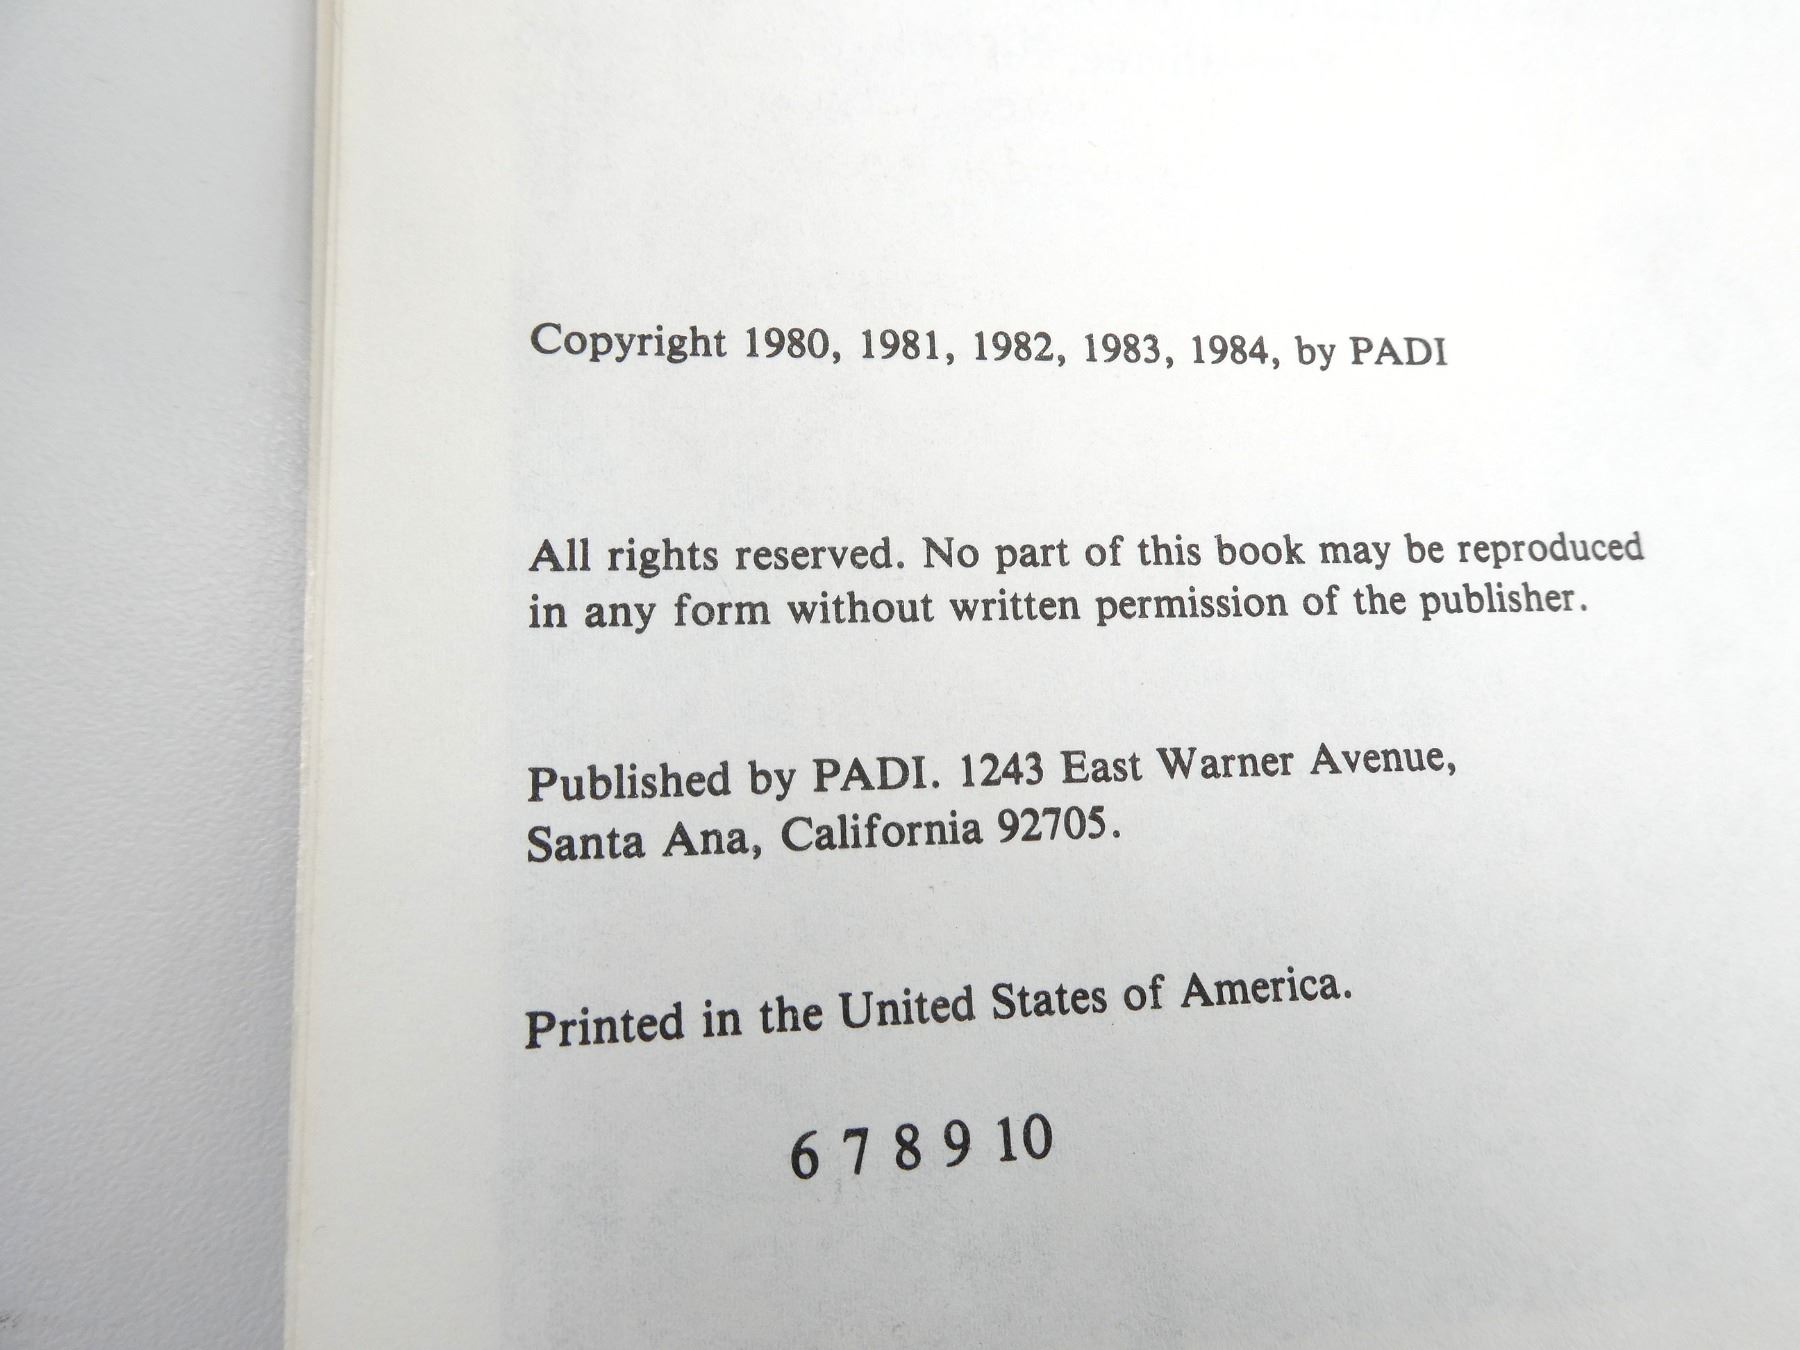 Copyright 1980, 1981, 1982, 1983, 1984, by PADI
All rights reserved. No part of this book may be reproduced
in any form without written permission of the publisher.
Published by PADI. 1243 East Warner Avenue,
Santa Ana, California 92705.
Printed in the United States of America.
6 7 8 9 10